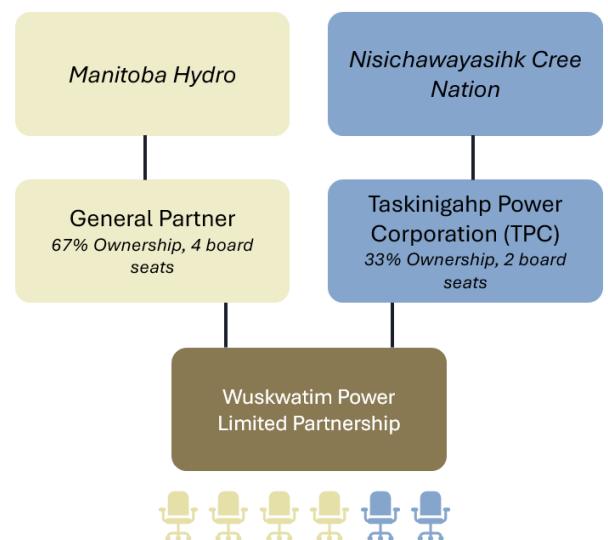 Manitoba Hydro
Nisichawayasihk Cree
Nation
General Partner
67% Ownership, 4 board
seats
Taskinigahp Power
Corporation (TPC)
33% Ownership, 2 board
seats
Wuskwatim Power
Limited Partnership